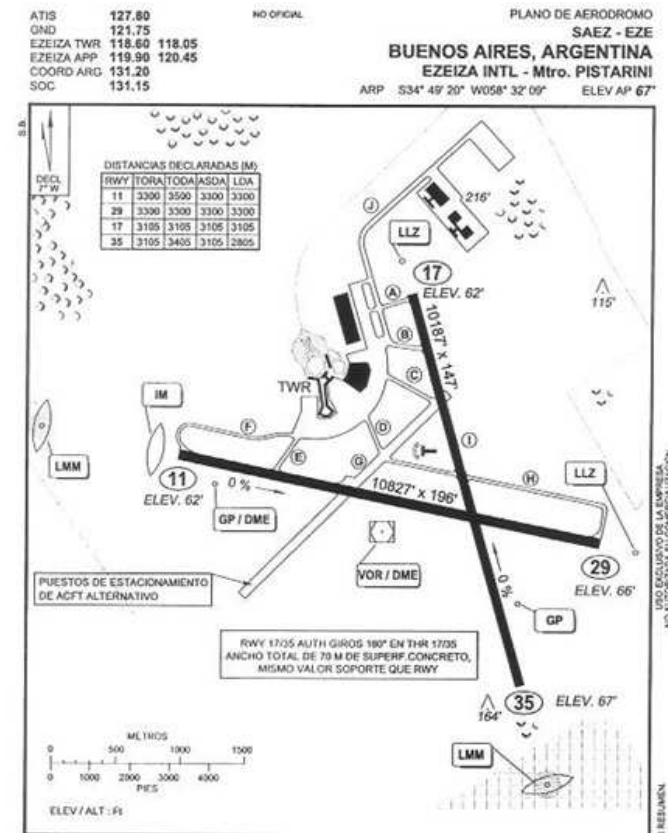 ATIS 127.80
GND 121.75
EZEIZA TWR 118.60 118.05
EZEIZA APP 119.90 120.45
COORD ARG 131.20
SOC 131.15
NO OFICIAL
PLANO DE AERODROMO
SAEZ - EZE
BUENOS AIRES, ARGENTINA
EZEIZA INTL - Mtro. PISTARINI
ARP S34° 49' 20" W058° 32' 09" ELEV AP 67'
S.B.
DECL
7° W
DISTANCIAS DECLARADAS (M)
RWY TORA TODA ASDA LDA
11 3300 3500 3300 3300
29 3300 3300 3300 3300
17 3105 3105 3105 3105
35 3105 3405 3105 2805
J
216'
LLZ
17
ELEV. 62'
115'
A
B
10187' x 147'
C
TWR
IM
F
D
E
G
I
H
LMM
11
ELEV. 62'
0 %
10827' x 196'
LLZ
GP / DME
VOR / DME
29
ELEV. 66'
0 %
GP
PUESTOS DE ESTACIONAMIENTO
DE ACFT ALTERNATIVO
RWY 17/35 AUTH GIROS 180° EN THR 17/35
ANCHO TOTAL DE 70 M DE SUPERF.CONCRETO,
MISMO VALOR SOPORTE QUE RWY
35 ELEV. 67'
164'
LMM
METROS
0 500 1000 1500
0 1000 2000 3000 4000
PIES
ELEV / ALT : Ft
USO EXCLUSIVO DE LA EMPRESA
RESUMEN